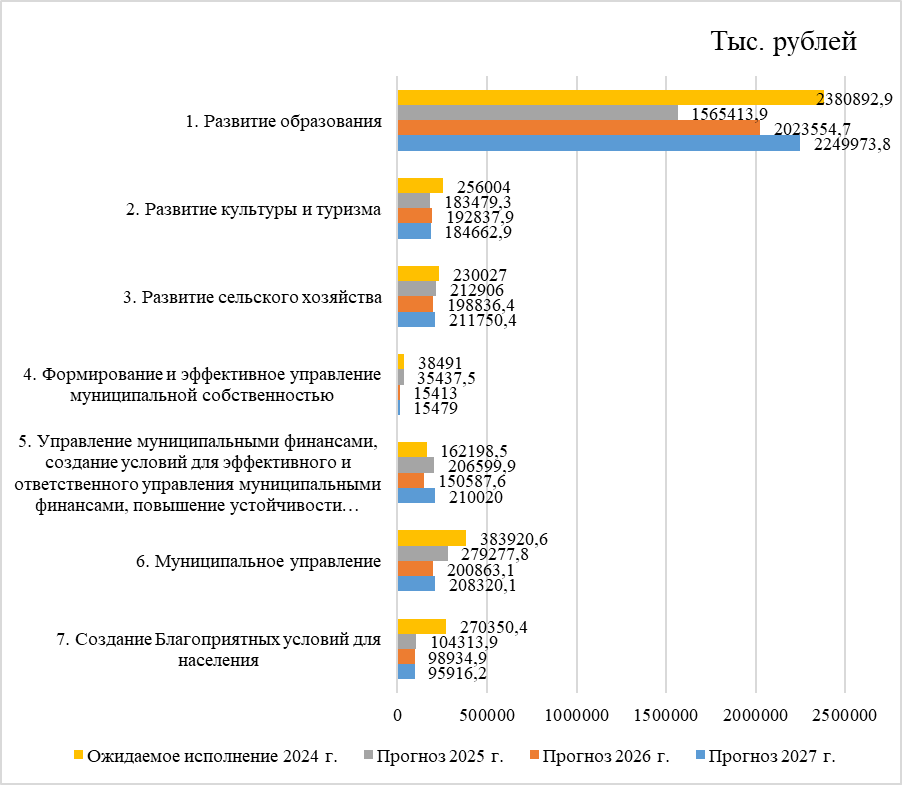 Тыс. рублей
1. Развитие образования
2380892,9
1565413,9
2023554,7
2249973,8
2. Развитие культуры и туризма
256004
183479,3
192837,9
184662,9
3. Развитие сельского хозяйства
230027
212906
198836,4
211750,4
4. Формирование и эффективное управление
муниципальной собственностью
38491
35437,5
15413
15479
5. Управление муниципальными финансами,
создание условий для эффективного и
ответственного управления муниципальными
финансами, повышение устойчивости…
162198,5
206599,9
150587,6
210020
6. Муниципальное управление
383920,6
279277,8
200863,1
208320,1
7. Создание Благоприятных условий для
населения
270350,4
104313,9
98934,9
95916,2
0 500000 1000000 1500000 2000000 2500000
Ожидаемое исполнение 2024 г. Прогноз 2025 г. Прогноз 2026 г. Прогноз 2027 г.